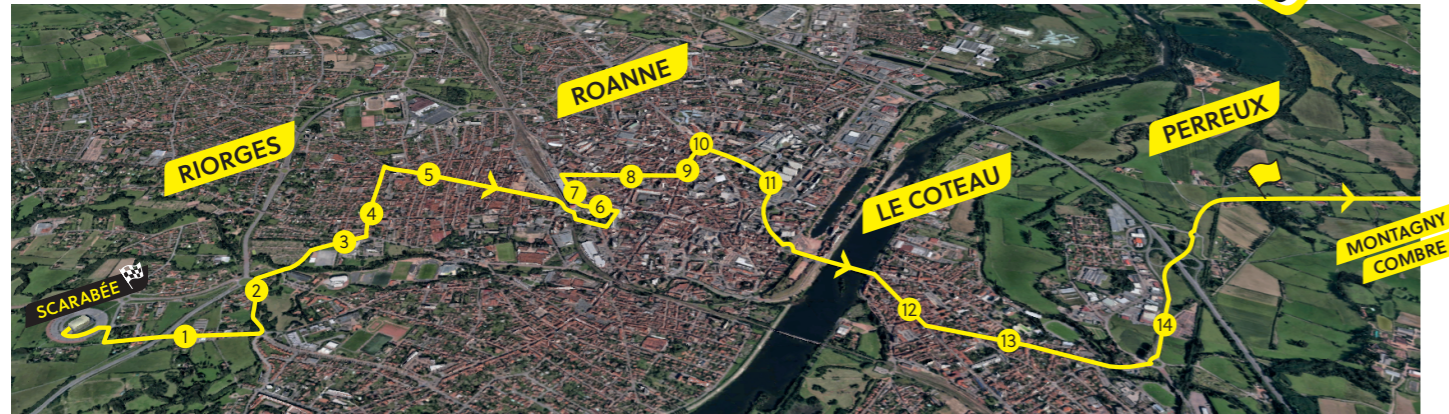 SCARABÉE
RIORGES
ROANNE
LE COTEAU
PERREUX
MONTAGNY
COMBRE
1
2
3
4
5
6
7
8
9
10
11
12
13
14